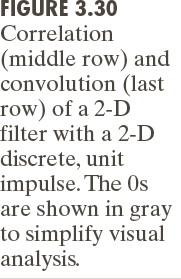 FIGURE 3.30
Correlation
(middle row) and
convolution (last
row) of a 2-D
filter with a 2-D
discrete, unit
impulse. The 0s
are shown in gray
to simplify visual
analysis.